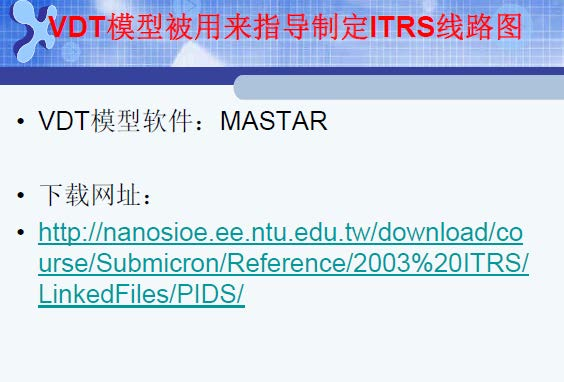 VDT模型被用来指导制定ITRS线路图
• VDT模型软件：MASTAR
• 下载网址：
• http://nanosioe.ee.ntu.edu.tw/download/co
urse/Submicron/Reference/2003%20ITRS/
LinkedFiles/PIDS/